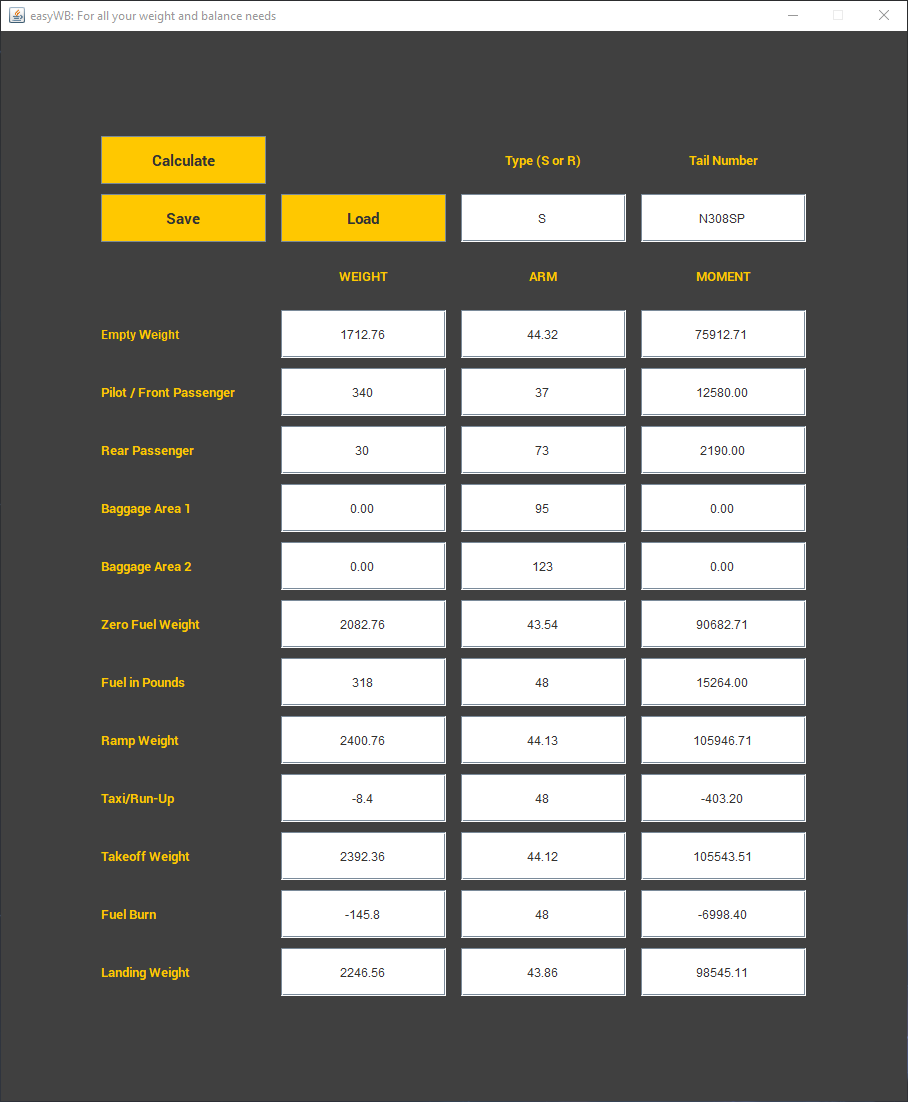 easyWB: For all your weight and balance needs
Calculate Type (S or R) Tail Number
Save Load S N308SP
WEIGHT ARM MOMENT
Empty Weight 1712.76 44.32 75912.71
Pilot / Front Passenger 340 37 12580.00
Rear Passenger 30 73 2190.00
Baggage Area 1 0.00 95 0.00
Baggage Area 2 0.00 123 0.00
Zero Fuel Weight 2082.76 43.54 90682.71
Fuel in Pounds 318 48 15264.00
Ramp Weight 2400.76 44.13 105946.71
Taxi/Run-Up -8.4 48 -403.20
Takeoff Weight 2392.36 44.12 105543.51
Fuel Burn -145.8 48 -6998.40
Landing Weight 2246.56 43.86 98545.11